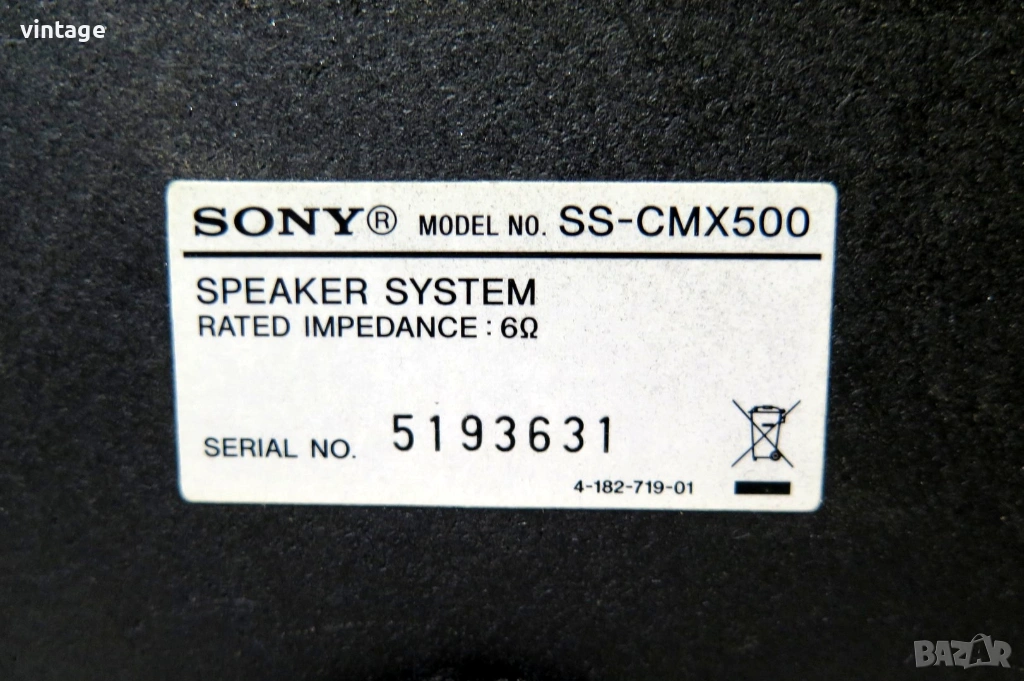 vintage
SONY® MODEL NO. SS-CMX500
SPEAKER SYSTEM
RATED IMPEDANCE : 6Ω
SERIAL NO. 5193631
4-182-719-01
BAZAR